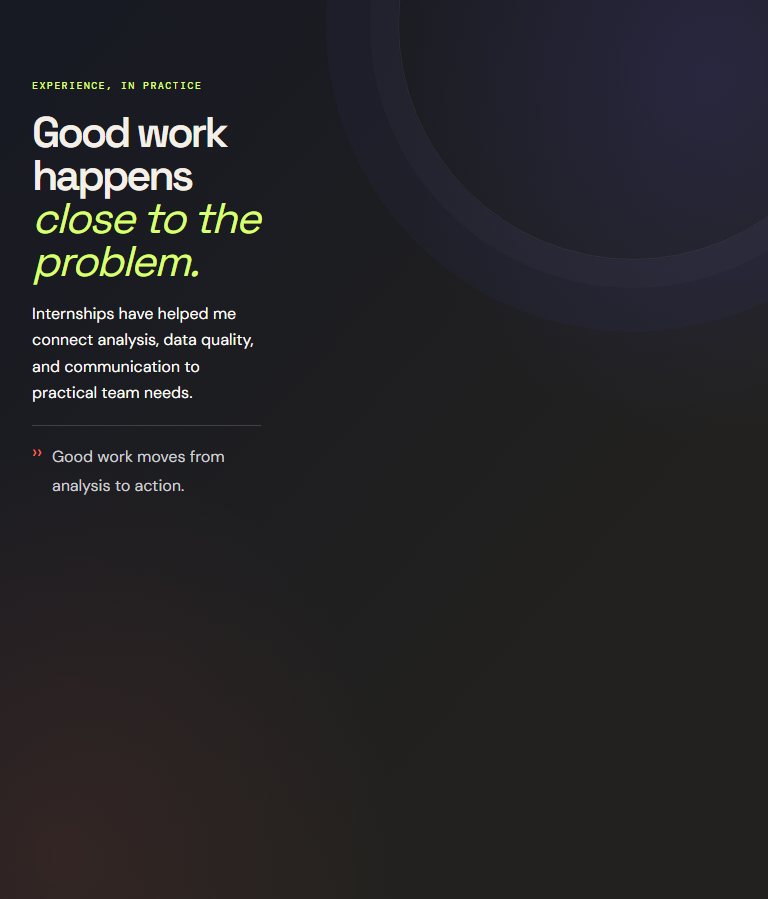 EXPERIENCE, IN PRACTICE
Good work
happens
close to the
problem.
Internships have helped me
connect analysis, data quality,
and communication to
practical team needs.
›› Good work moves from
analysis to action.